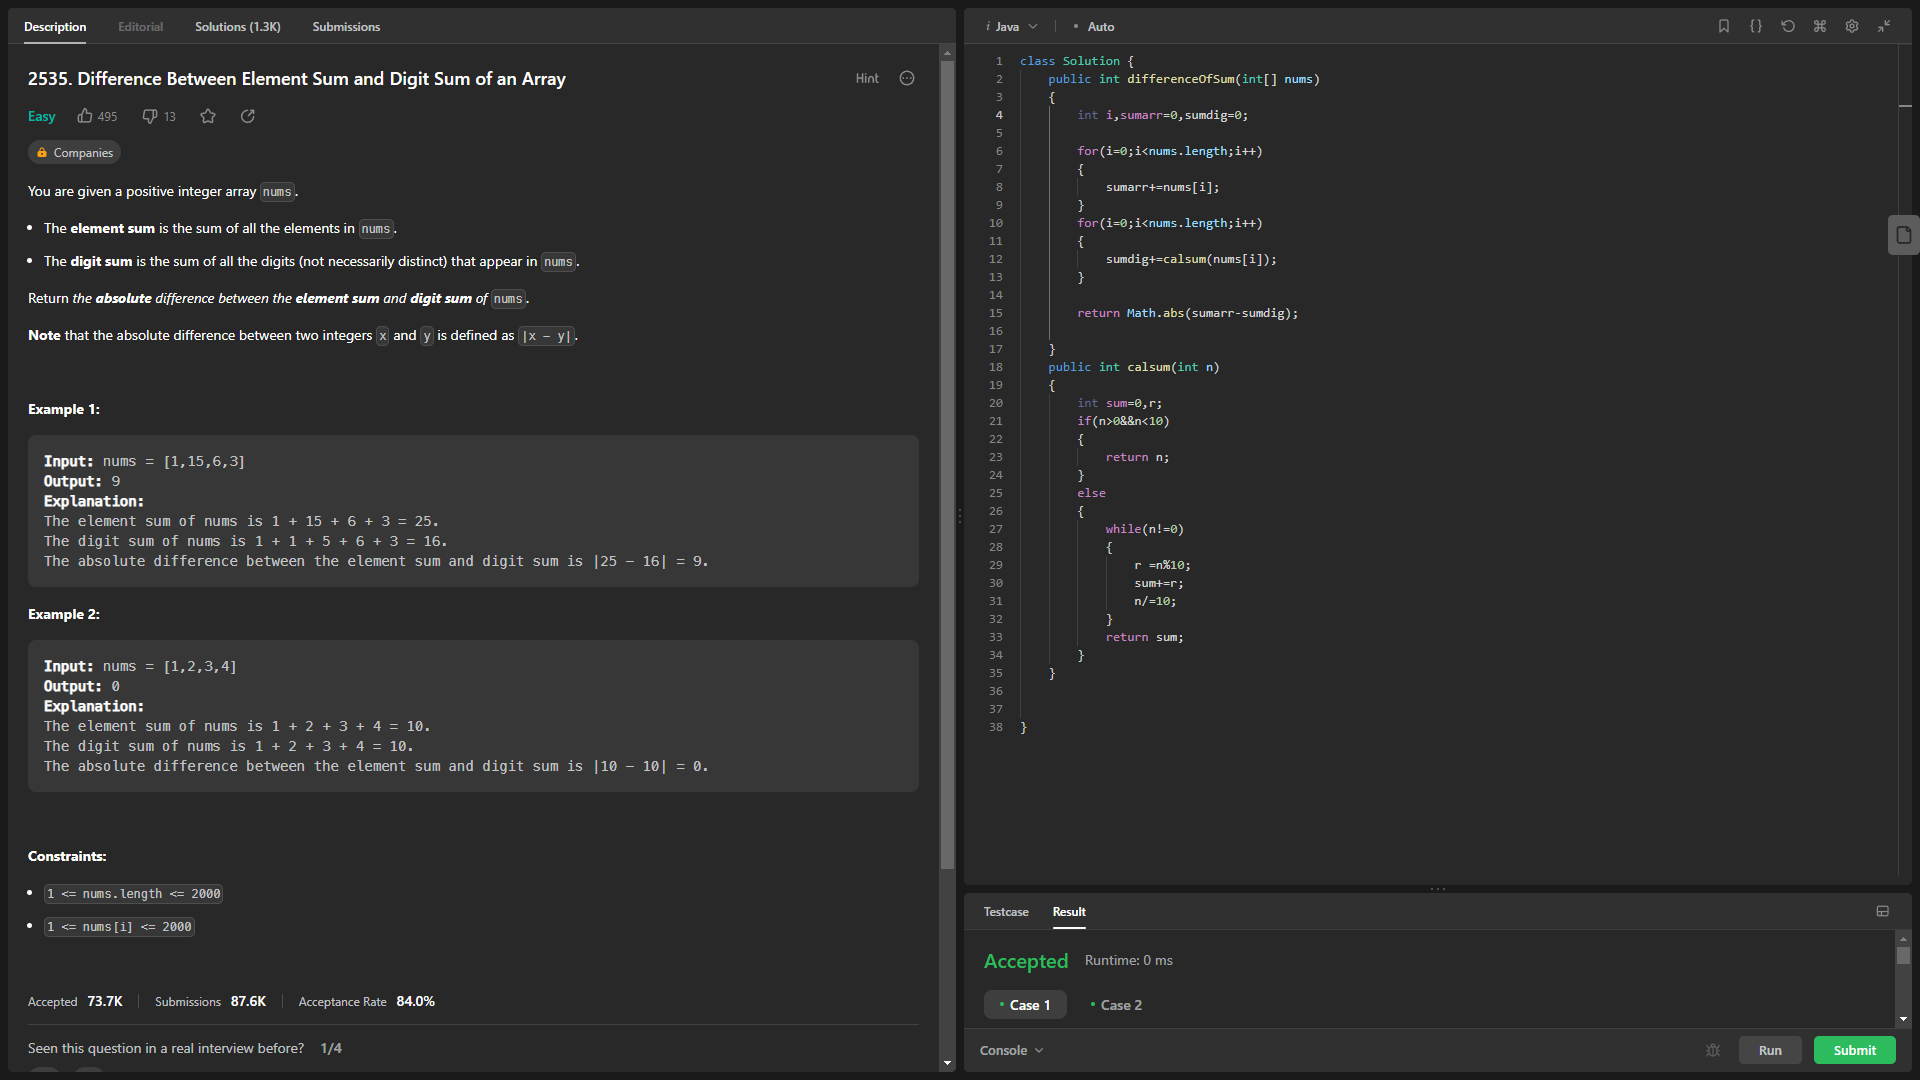 Description Editorial Solutions (1.3K) Submissions
2535. Difference Between Element Sum and Digit Sum of an Array
Hint
Easy 495 13
Companies
You are given a positive integer array nums.
• The element sum is the sum of all the elements in nums.
• The digit sum is the sum of all the digits (not necessarily distinct) that appear in nums.
Return the absolute difference between the element sum and digit sum of nums.
Note that the absolute difference between two integers x and y is defined as |x - y|.
Example 1:
Input: nums = [1,15,6,3]
Output: 9
Explanation:
The element sum of nums is 1 + 15 + 6 + 3 = 25.
The digit sum of nums is 1 + 1 + 5 + 6 + 3 = 16.
The absolute difference between the element sum and digit sum is |25 - 16| = 9.
Example 2:
Input: nums = [1,2,3,4]
Output: 0
Explanation:
The element sum of nums is 1 + 2 + 3 + 4 = 10.
The digit sum of nums is 1 + 2 + 3 + 4 = 10.
The absolute difference between the element sum and digit sum is |10 - 10| = 0.
Constraints:
• 1 <= nums.length <= 2000
• 1 <= nums[i] <= 2000
Accepted 73.7K Submissions 87.6K Acceptance Rate 84.0%
Seen this question in a real interview before? 1/4
i Java • Auto
1 class Solution {
2 public int differenceOfSum(int[] nums)
3 {
4 int i,sumarr=0,sumdig=0;
5
6 for(i=0;i<nums.length;i++)
7 {
8 sumarr+=nums[i];
9 }
10 for(i=0;i<nums.length;i++)
11 {
12 sumdig+=calsum(nums[i]);
13 }
14
15 return Math.abs(sumarr-sumdig);
16
17 }
18 public int calsum(int n)
19 {
20 int sum=0,r;
21 if(n>0&&n<10)
22 {
23 return n;
24 }
25 else
26 {
27 while(n!=0)
28 {
29 r =n%10;
30 sum+=r;
31 n/=10;
32 }
33 return sum;
34 }
35 }
36
37
38 }
Testcase Result
Accepted Runtime: 0 ms
• Case 1 • Case 2
Console Run Submit